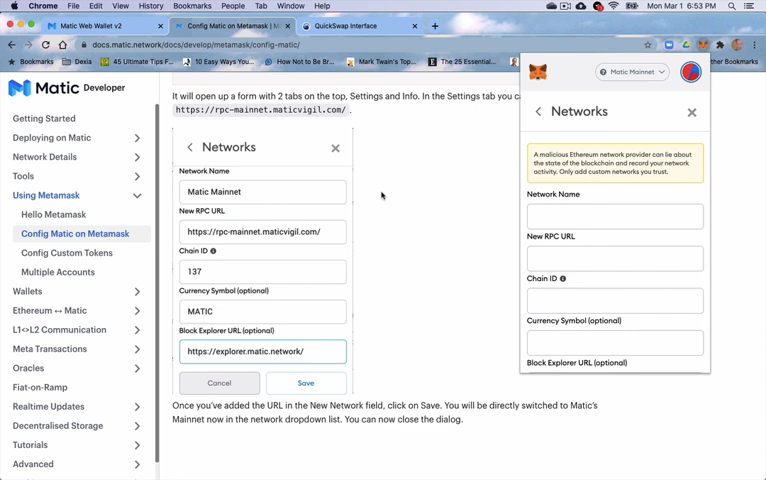 Chrome File Edit View History Bookmarks People Tab Window Help Mon Mar 1 6:53 PM
Matic Web Wallet v2 Config Matic on Metamask QuickSwap Interface
docs.matic.network/docs/develop/metamask/config-matic/
Bookmarks 45 Ultimate Tips F... 10 Easy Ways You... How Not to Be Br... Mark Twain's Top... The 25 Essential... ther Bookmarks
Matic Developer
Getting Started
Deploying on Matic
Network Details
Tools
Using Metamask
Hello Metamask
Config Matic on Metamask
Config Custom Tokens
Multiple Accounts
Wallets
Ethereum ↔ Matic
L1<>L2 Communication
Meta Transactions
Oracles
Fiat-on-Ramp
Realtime Updates
Decentralised Storage
Tutorials
Advanced
It will open up a form with 2 tabs on the top, Settings and Info. In the Settings tab you ca
https://rpc-mainnet.maticvigil.com/ .
Networks
Network Name
Matic Mainnet
New RPC URL
https://rpc-mainnet.maticvigil.com/
Chain ID
137
Currency Symbol (optional)
MATIC
Block Explorer URL (optional)
https://explorer.matic.network/
Cancel Save
Once you've added the URL in the New Network field, click on Save. You will be directly switched to Matic's
Mainnet now in the network dropdown list. You can now close the dialog.
Matic Mainnet
Networks
A malicious Ethereum network provider can lie about
the state of the blockchain and record your network
activity. Only add custom networks you trust.
Network Name
New RPC URL
Chain ID
Currency Symbol (optional)
Block Explorer URL (optional)